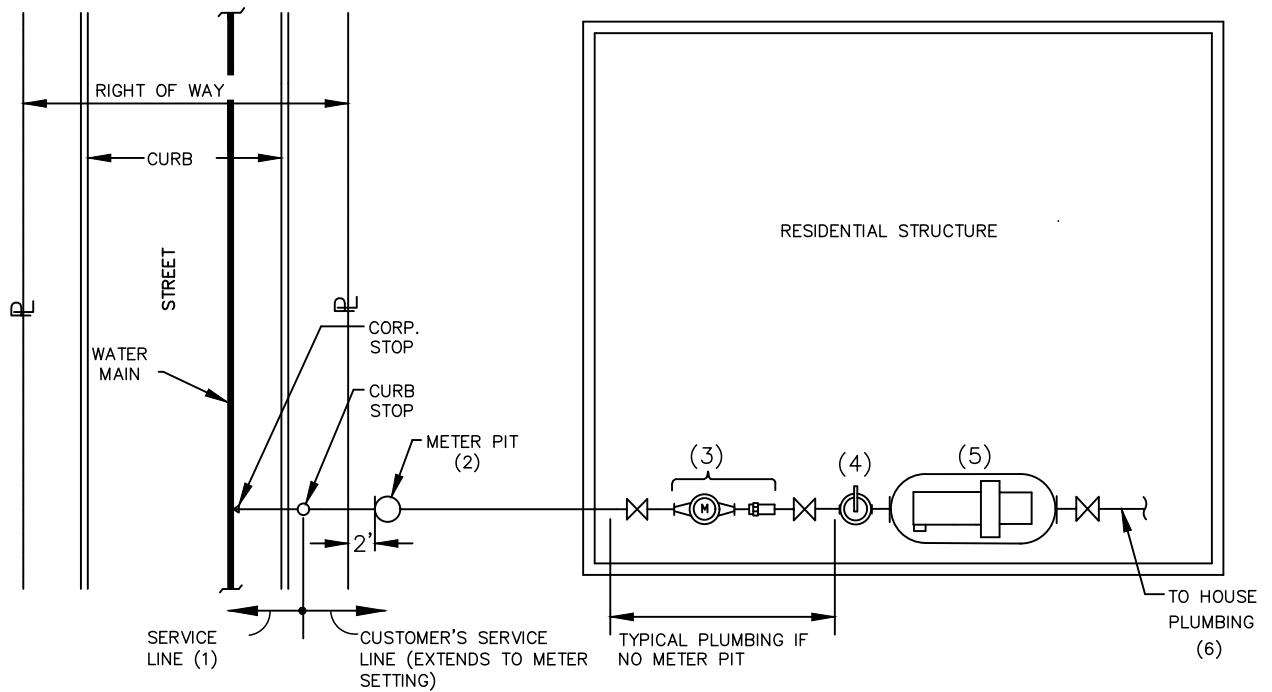 RIGHT OF WAY
CURB
RESIDENTIAL STRUCTURE
STREET
PL
PL
CORP.
STOP
WATER
MAIN
CURB
STOP
METER PIT
(2)
(3)
(4)
(5)
M
2'
TO HOUSE
PLUMBING
(6)
SERVICE
LINE (1)
CUSTOMER'S SERVICE
LINE (EXTENDS TO METER
SETTING)
TYPICAL PLUMBING IF
NO METER PIT